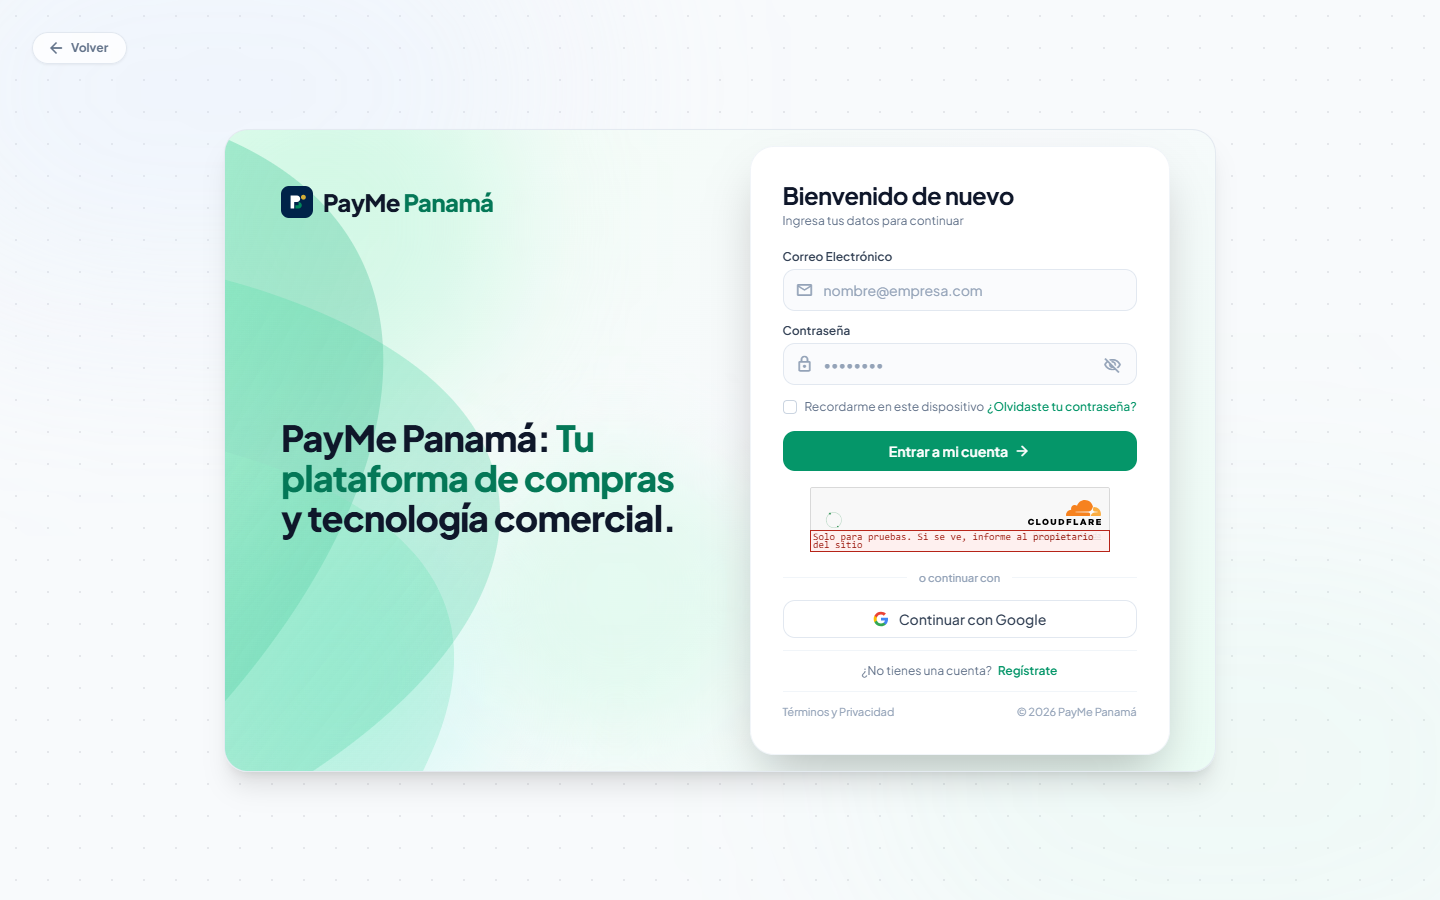 Volver
PayMe Panamá
PayMe Panamá: Tu
plataforma de compras
y tecnología comercial.
Bienvenido de nuevo
Ingresa tus datos para continuar
Correo Electrónico
nombre@empresa.com
Contraseña
••••••••
Recordarme en este dispositivo ¿Olvidaste tu contraseña?
Entrar a mi cuenta
CLOUDFLARE
Solo para pruebas. Si se ve, informe al propietario
del sitio
o continuar con
Continuar con Google
¿No tienes una cuenta? Regístrate
Términos y Privacidad
© 2026 PayMe Panamá